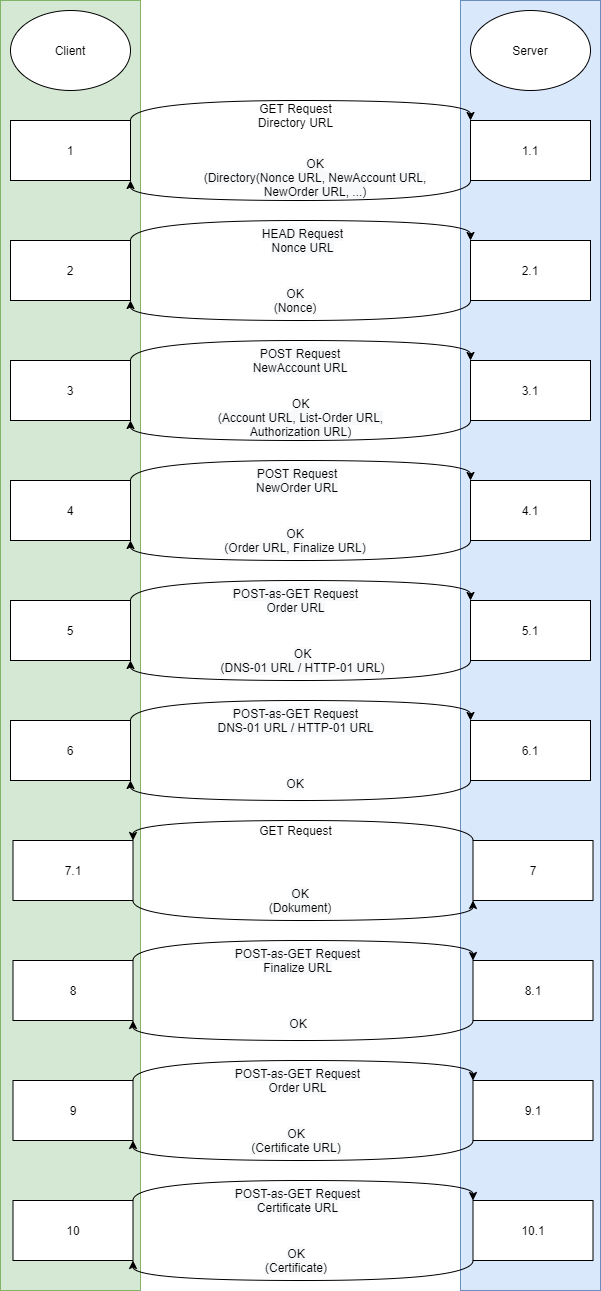 Client
Server
GET Request
Directory URL
1
1.1
OK
(Directory(Nonce URL, NewAccount URL,
NewOrder URL, ...)
HEAD Request
Nonce URL
2
2.1
OK
(Nonce)
POST Request
NewAccount URL
3
3.1
OK
(Account URL, List-Order URL,
Authorization URL)
POST Request
NewOrder URL
4
4.1
OK
(Order URL, Finalize URL)
POST-as-GET Request
Order URL
5
5.1
OK
(DNS-01 URL / HTTP-01 URL)
POST-as-GET Request
DNS-01 URL / HTTP-01 URL
6
6.1
OK
GET Request
7.1
7
OK
(Dokument)
POST-as-GET Request
Finalize URL
8
8.1
OK
POST-as-GET Request
Order URL
9
9.1
OK
(Certificate URL)
POST-as-GET Request
Certificate URL
10
10.1
OK
(Certificate)